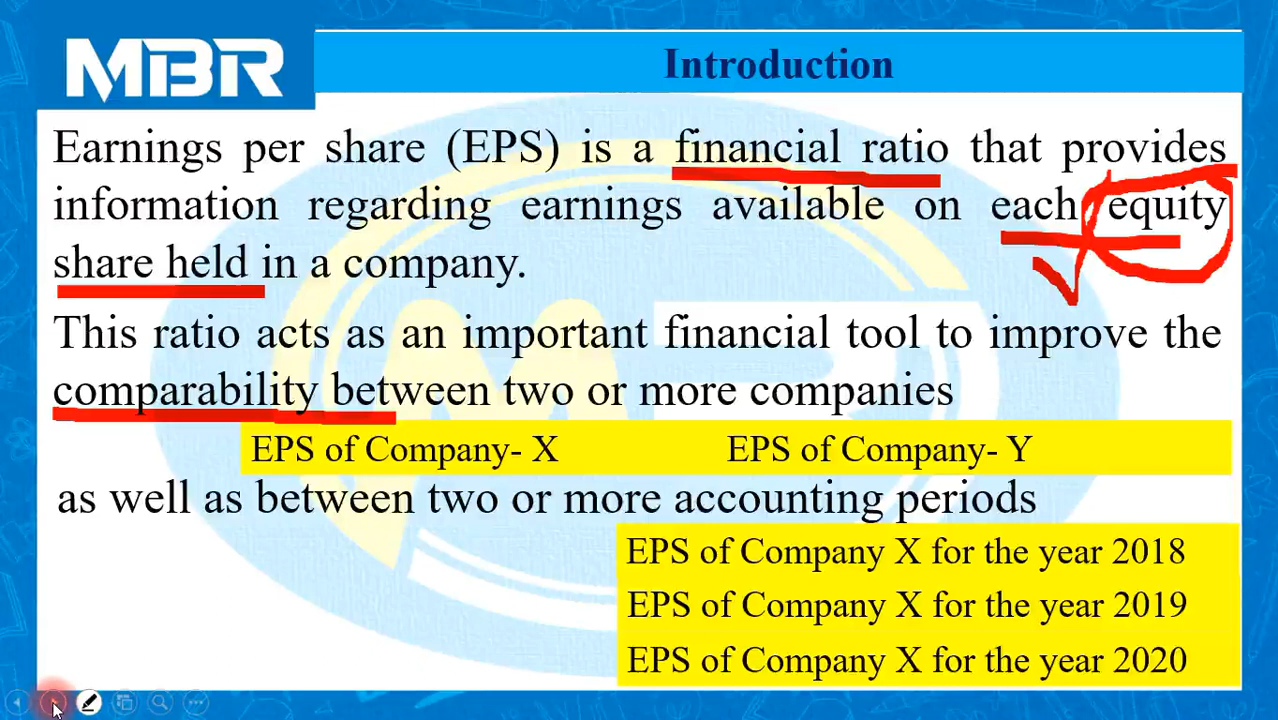 MBR
Introduction
Earnings per share (EPS) is a financial ratio that provides
information regarding earnings available on each equity
share held in a company.
This ratio acts as an important financial tool to improve the
comparability between two or more companies
EPS of Company- X EPS of Company- Y
as well as between two or more accounting periods
EPS of Company X for the year 2018
EPS of Company X for the year 2019
EPS of Company X for the year 2020